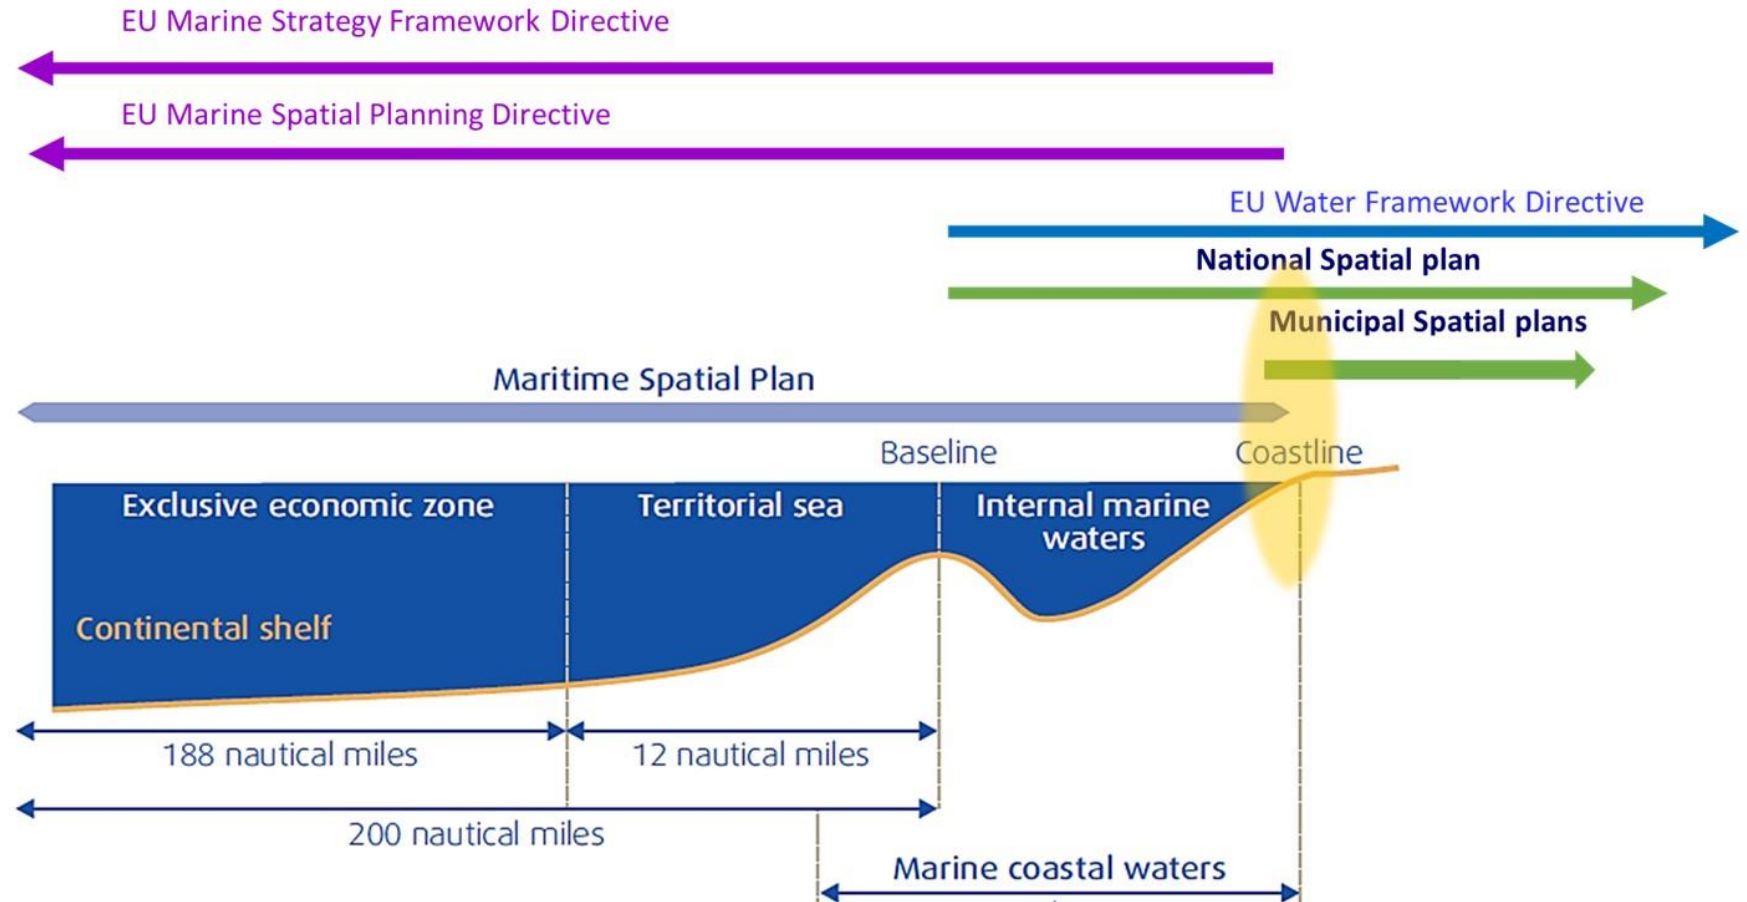 EU Marine Strategy Framework Directive
EU Marine Spatial Planning Directive
EU Water Framework Directive
National Spatial plan
Municipal Spatial plans
Maritime Spatial Plan
Baseline
Coastline
Exclusive economic zone
Territorial sea
Internal marine
waters
Continental shelf
188 nautical miles
12 nautical miles
200 nautical miles
Marine coastal waters